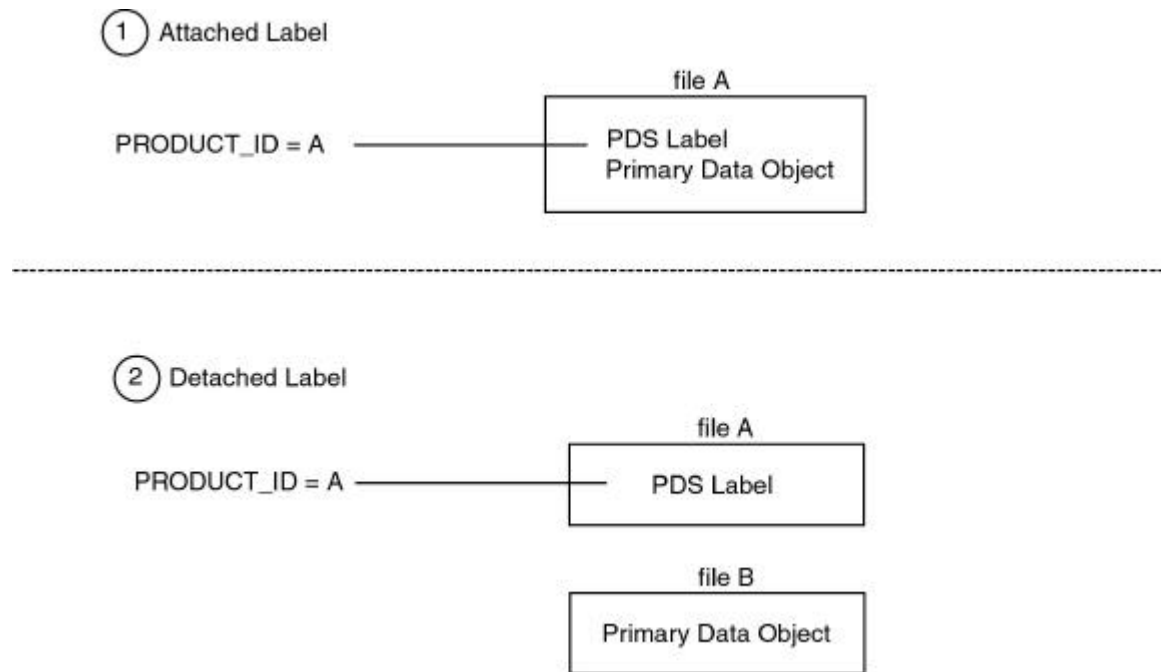 1 Attached Label
file A
PRODUCT_ID = A
PDS Label
Primary Data Object
2 Detached Label
file A
PRODUCT_ID = A
PDS Label
file B
Primary Data Object